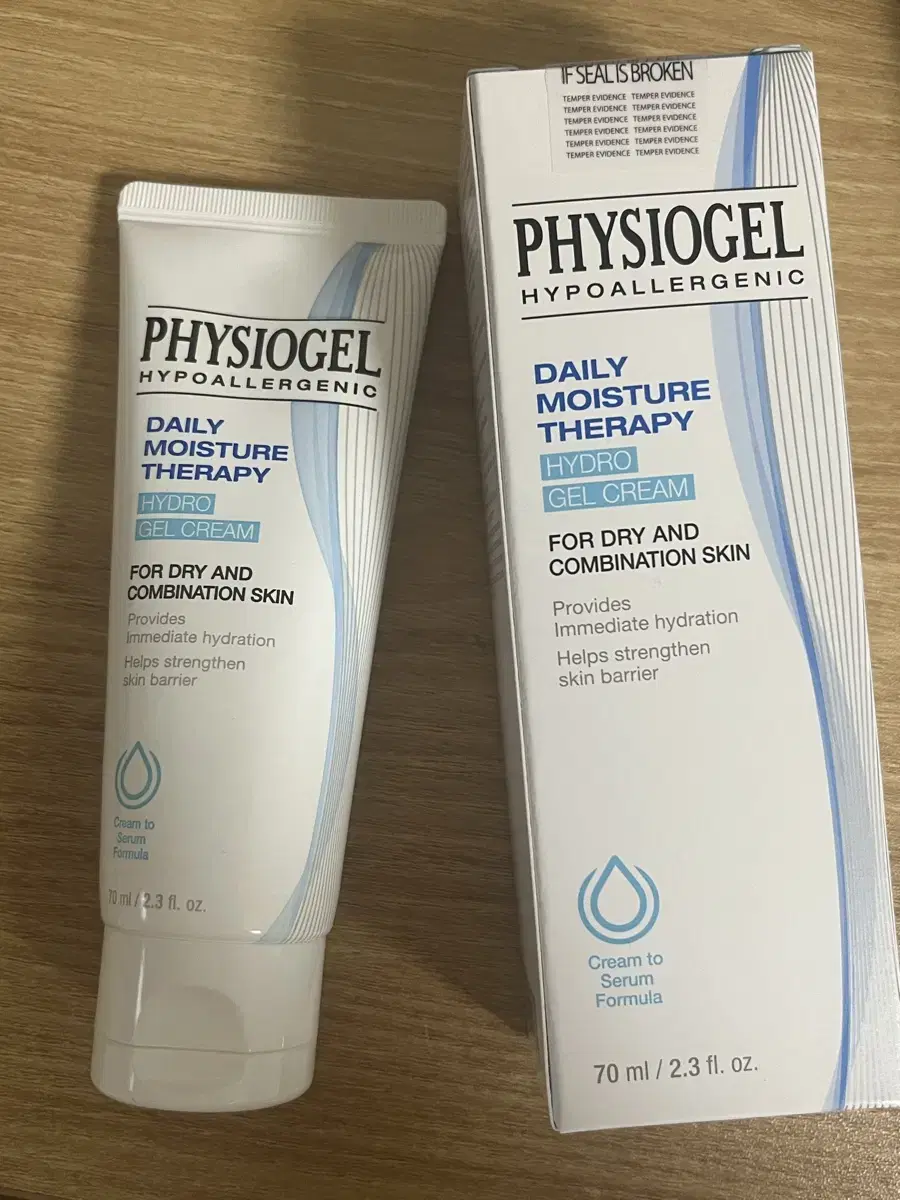 PHYSIOGEL
HYPOALLERGENIC
DAILY
MOISTURE
THERAPY
HYDRO
GEL CREAM
FOR DRY AND
COMBINATION SKIN
Provides
Immediate hydration
Helps strengthen
skin barrier
Cream to
Serum
Formula
70 ml / 2.3 fl. oz.
IF SEAL IS BROKEN
TEMPER EVIDENCE TEMPER EVIDENCE
TEMPER EVIDENCE TEMPER EVIDENCE
TEMPER EVIDENCE TEMPER EVIDENCE
TEMPER EVIDENCE TEMPER EVIDENCE
TEMPER EVIDENCE TEMPER EVIDENCE
TEMPER EVIDENCE TEMPER EVIDENCE
PHYSIOGEL
HYPOALLERGENIC
DAILY
MOISTURE
THERAPY
HYDRO
GEL CREAM
FOR DRY AND
COMBINATION SKIN
Provides
Immediate hydration
Helps strengthen
skin barrier
Cream to
Serum
Formula
70 ml / 2.3 fl. oz.